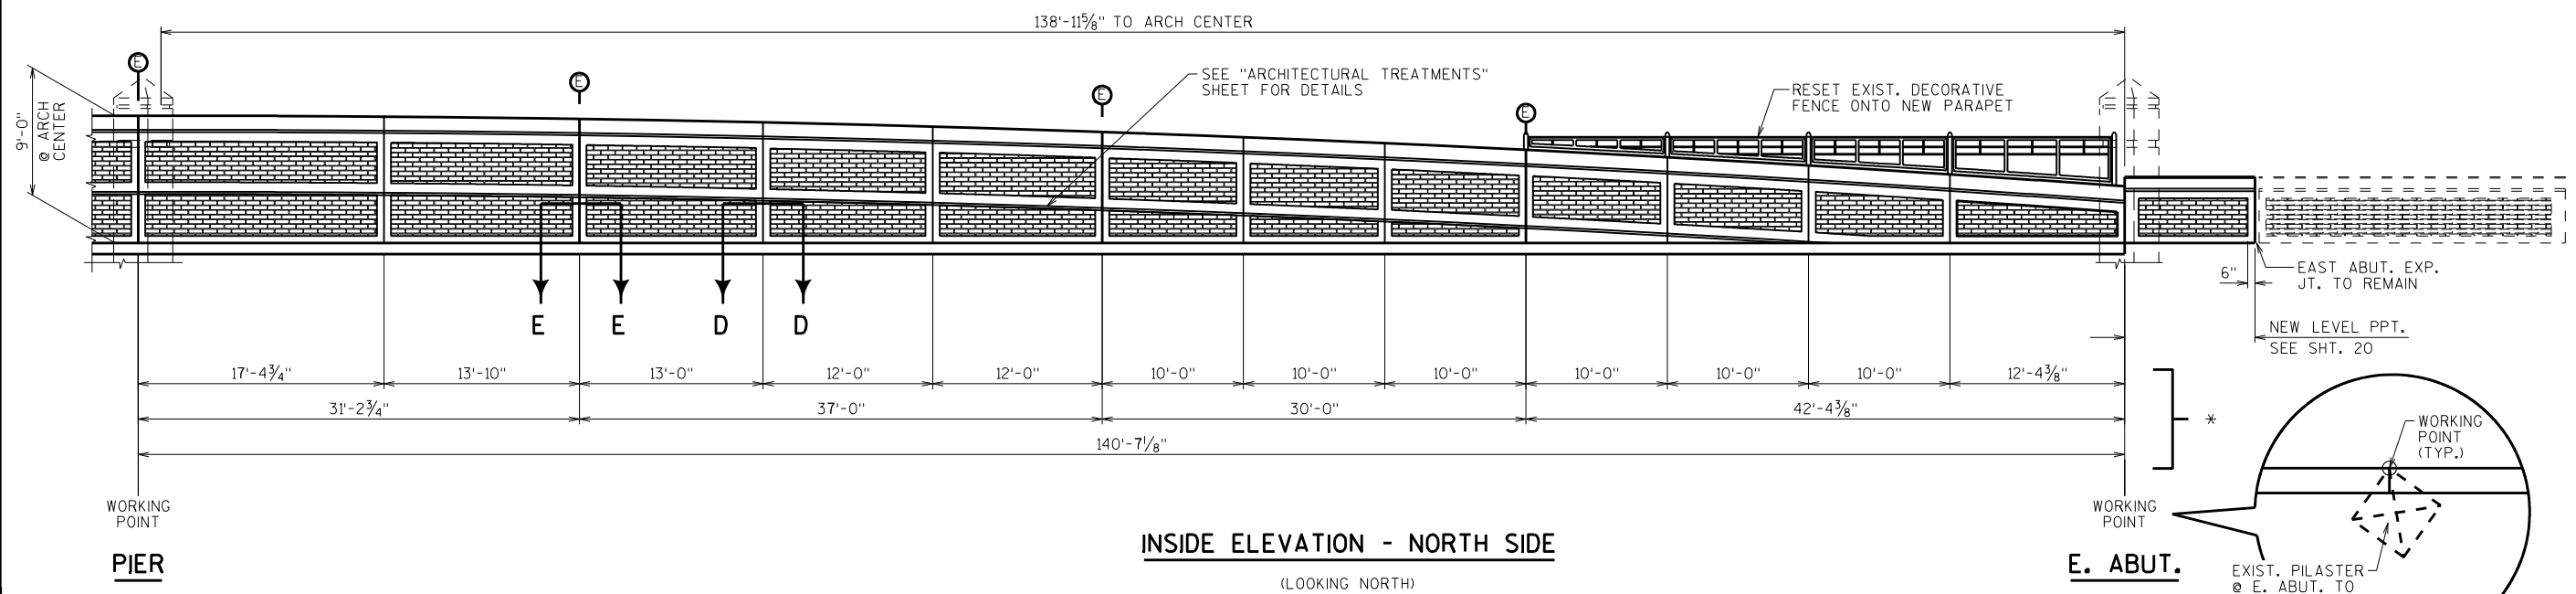 138'-11⅝" TO ARCH CENTER
E
E
E
E
9'-0"
@ ARCH
CENTER
SEE "ARCHITECTURAL TREATMENTS"
SHEET FOR DETAILS
RESET EXIST. DECORATIVE
FENCE ONTO NEW PARAPET
E E D D
6"
EAST ABUT. EXP.
JT. TO REMAIN
NEW LEVEL PPT.
SEE SHT. 20
17'-4¾" 13'-10" 13'-0" 12'-0" 12'-0" 10'-0" 10'-0" 10'-0" 10'-0" 10'-0" 10'-0" 12'-4⅜"
31'-2¾" 37'-0" 30'-0" 42'-4⅜"
*
140'-7⅛"
WORKING
POINT
(TYP.)
WORKING
POINT
WORKING
POINT
PIER
INSIDE ELEVATION - NORTH SIDE
(LOOKING NORTH)
E. ABUT.
EXIST. PILASTER
@ E. ABUT. TO